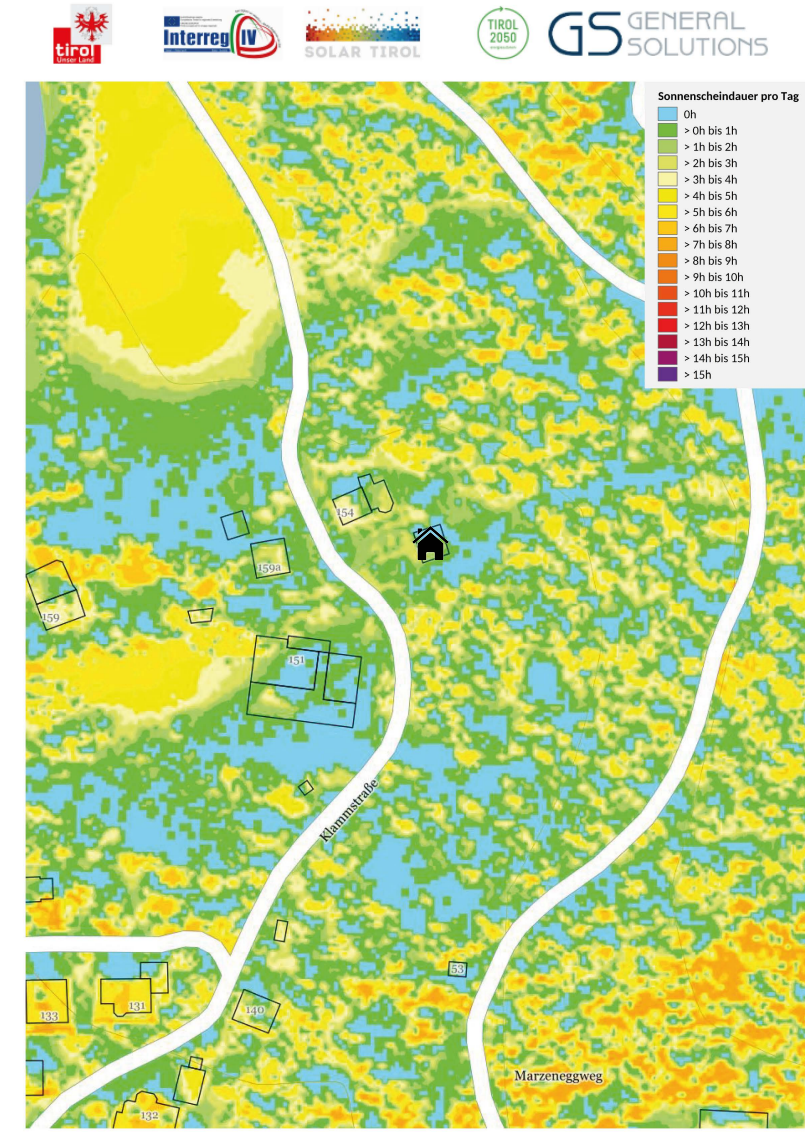 tirol
Unser Land
Interreg IV
SOLAR TIROL
TIROL
2050
GS GENERAL
SOLUTIONS
Sonnenscheindauer pro Tag
0h
> 0h bis 1h
> 1h bis 2h
> 2h bis 3h
> 3h bis 4h
> 4h bis 5h
> 5h bis 6h
> 6h bis 7h
> 7h bis 8h
> 8h bis 9h
> 9h bis 10h
> 10h bis 11h
> 11h bis 12h
> 12h bis 13h
> 13h bis 14h
> 14h bis 15h
> 15h
154
159a
159
151
Klammstraße
53
131
133
140
Marzeneggweg
132